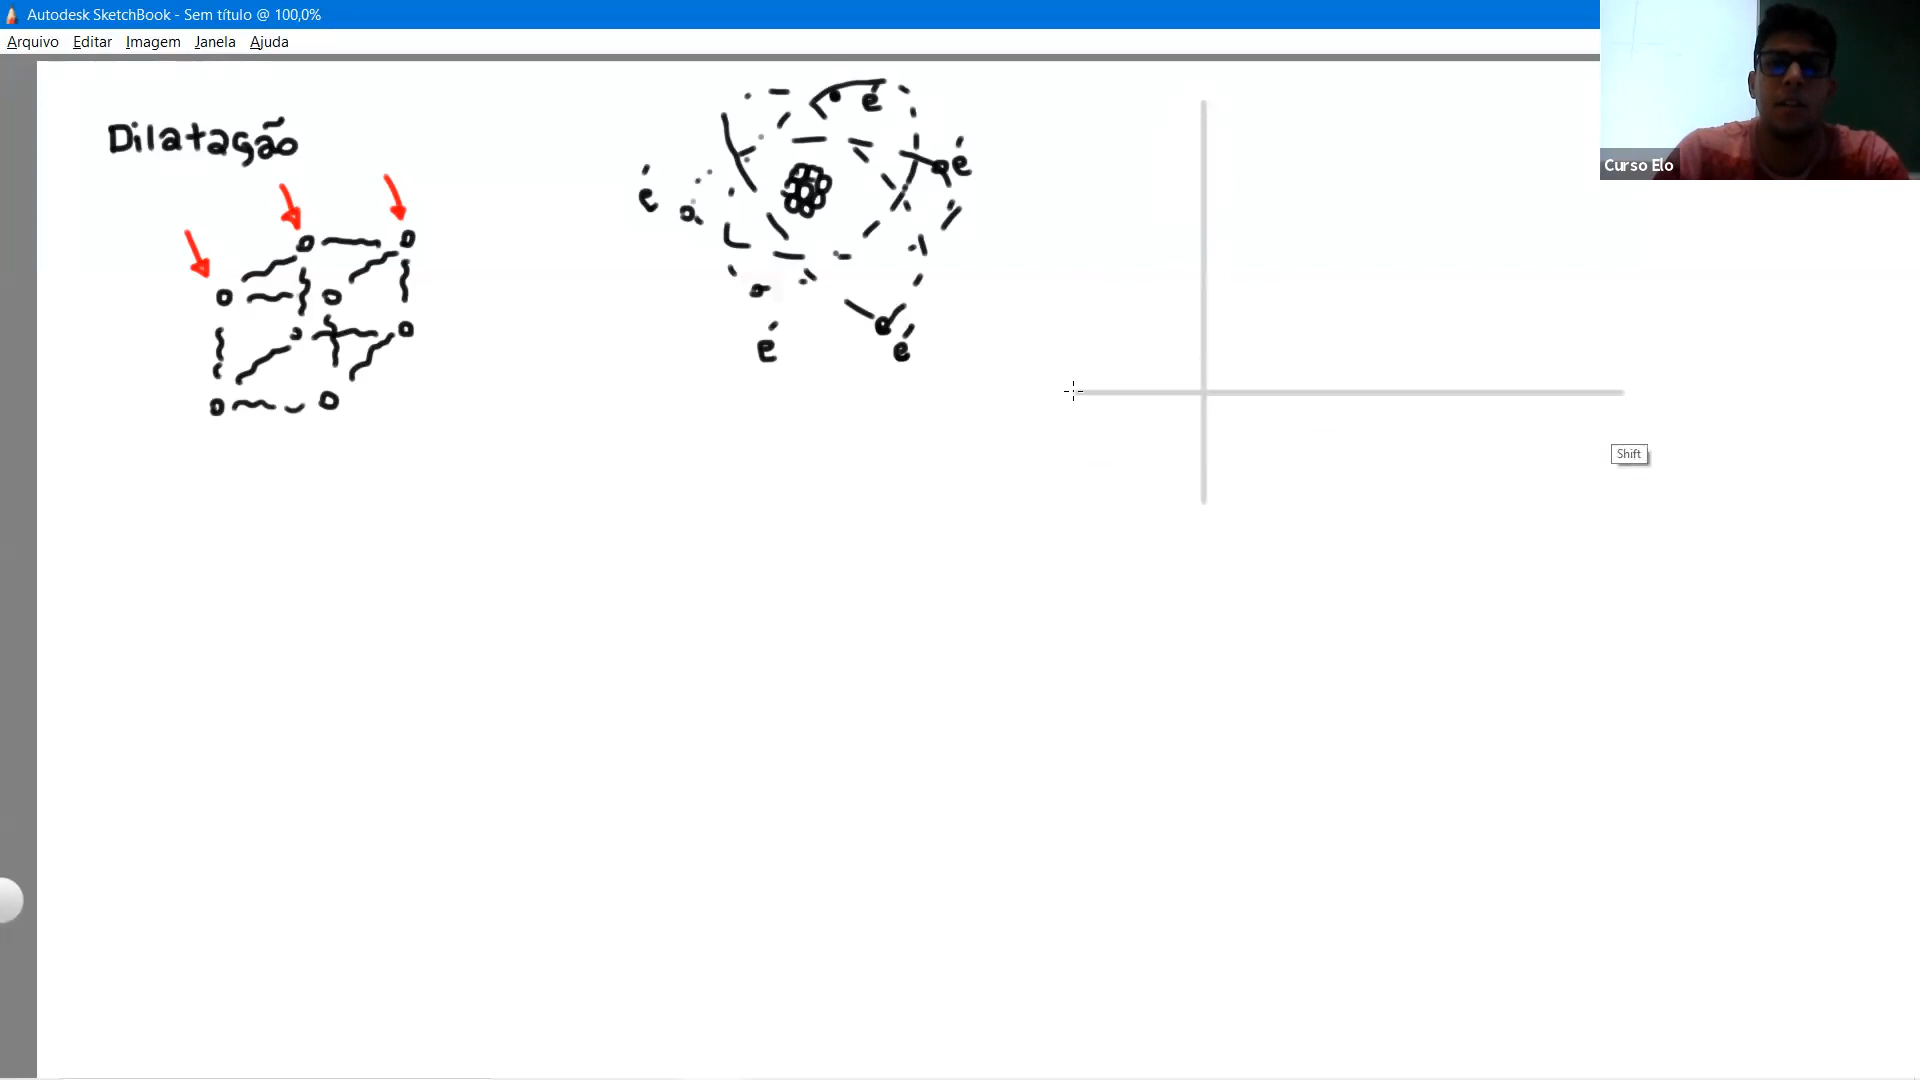 Autodesk SketchBook - Sem título @ 100,0%
Arquivo Editar Imagem Janela Ajuda
Curso Elo
Dilatação
é
é
é
é
é
Shift